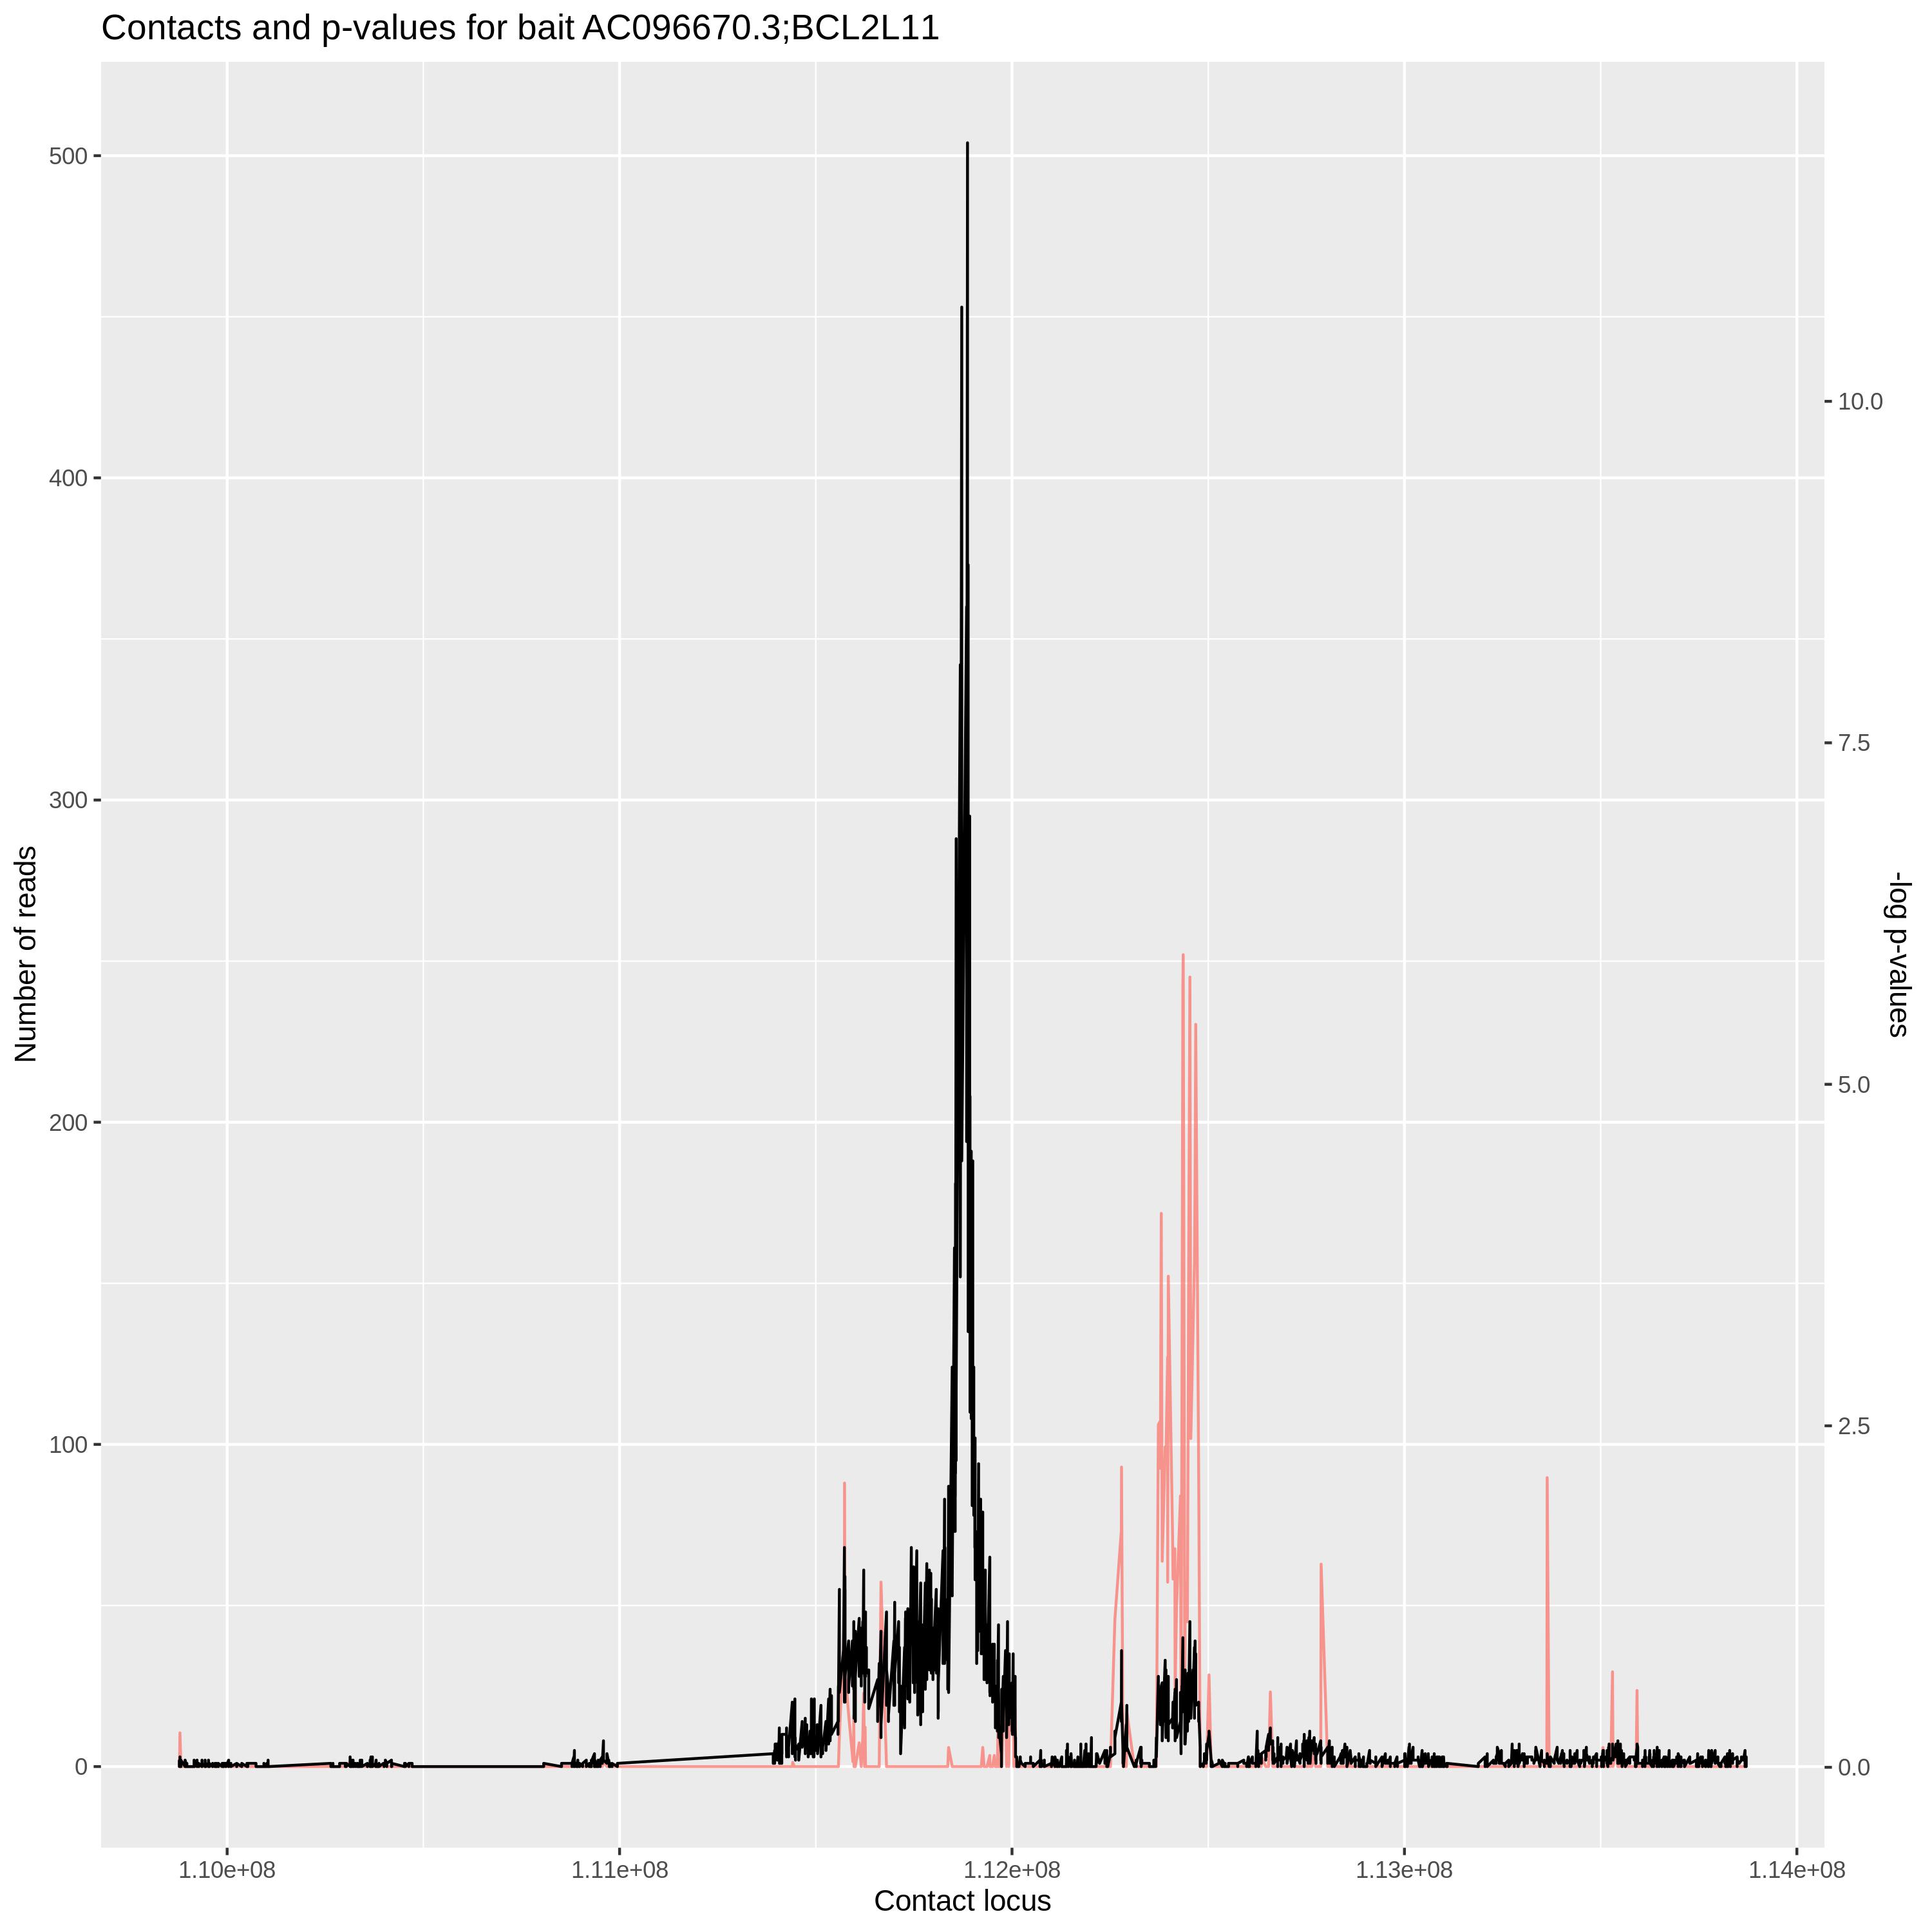 Contacts and p-values for bait AC096670.3;BCL2L11
500
400
300
200
100
0
Number of reads
10.0
7.5
5.0
2.5
0.0
-log p-values
1.10e+08
1.11e+08
1.12e+08
1.13e+08
1.14e+08
Contact locus